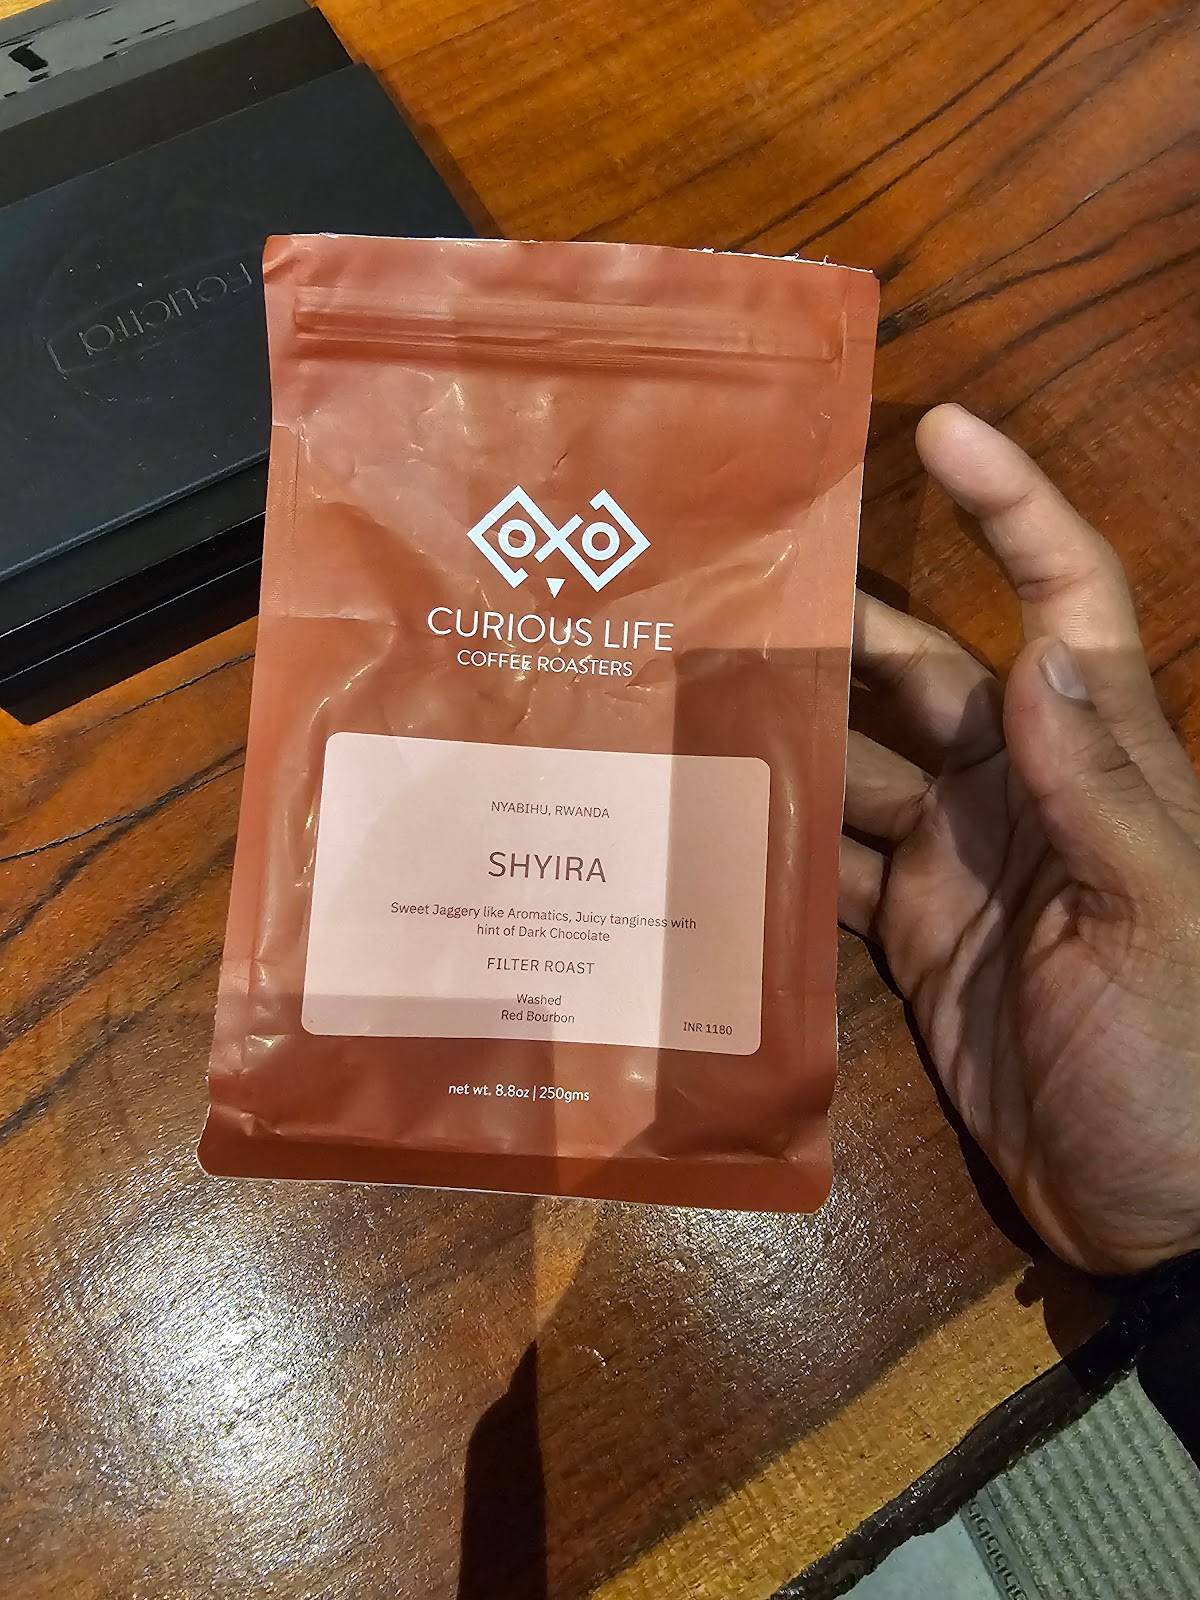 Felicita
CURIOUS LIFE
COFFEE ROASTERS
NYABIHU, RWANDA
SHYIRA
Sweet Jaggery like Aromatics, Juicy tanginess with
hint of Dark Chocolate
FILTER ROAST
Washed
Red Bourbon
INR 1180
net wt. 8.8oz | 250gms